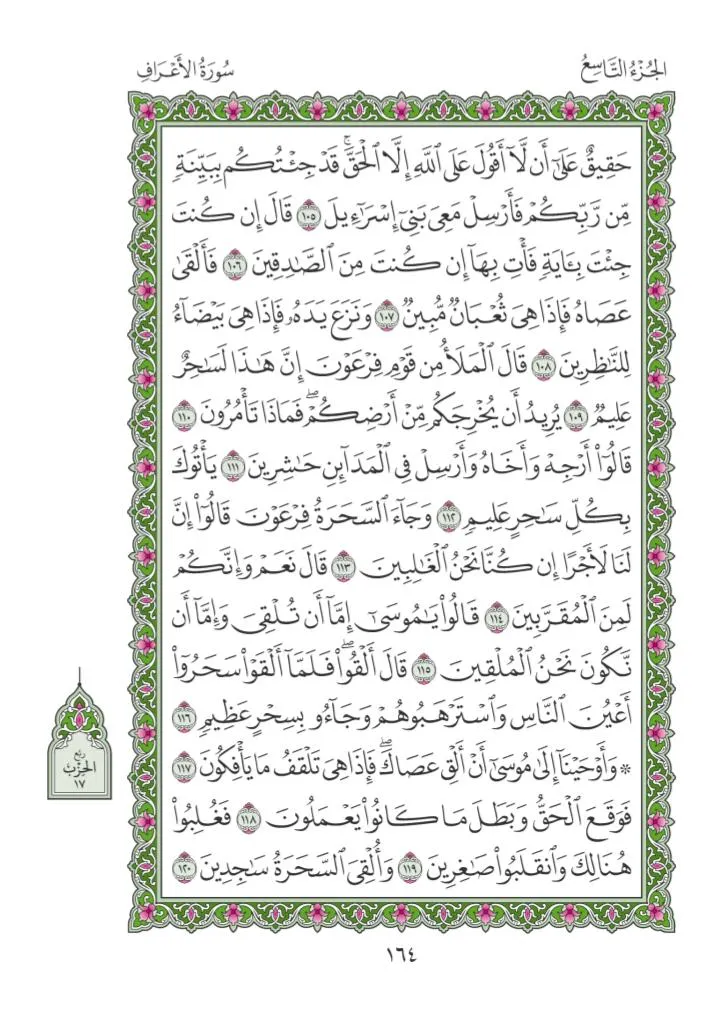 الجُزْءُ التَّاسِعُ
سُورَةُ الأَعْرَافِ
حَقِيقٌ عَلَىٰٓ أَن لَّآ أَقُولَ عَلَى ٱللَّهِ إِلَّا ٱلْحَقَّۚ قَدْ جِئْتُكُم بِبَيِّنَةٍ
مِّن رَّبِّكُمْ فَأَرْسِلْ مَعِىَ بَنِىٓ إِسْرَٰٓءِيلَ ١٠٥ قَالَ إِن كُنتَ
جِئْتَ بِـَٔايَةٍ فَأْتِ بِهَآ إِن كُنتَ مِنَ ٱلصَّٰدِقِينَ ١٠٦ فَأَلْقَىٰ
عَصَاهُ فَإِذَا هِىَ ثُعْبَانٌ مُّبِينٌ ١٠٧ وَنَزَعَ يَدَهُۥ فَإِذَا هِىَ بَيْضَآءُ
لِلنَّٰظِرِينَ ١٠٨ قَالَ ٱلْمَلَأُ مِن قَوْمِ فِرْعَوْنَ إِنَّ هَٰذَا لَسَٰحِرٌ
عَلِيمٌ ١٠٩ يُرِيدُ أَن يُخْرِجَكُم مِّنْ أَرْضِكُمْۖ فَمَاذَا تَأْمُرُونَ ١١٠
قَالُوٓا۟ أَرْجِهْ وَأَخَاهُ وَأَرْسِلْ فِى ٱلْمَدَآئِنِ حَٰشِرِينَ ١١١ يَأْتُوكَ
بِكُلِّ سَٰحِرٍ عَلِيمٍ ١١٢ وَجَآءَ ٱلسَّحَرَةُ فِرْعَوْنَ قَالُوٓا۟ إِنَّ
لَنَا لَأَجْرًا إِن كُنَّا نَحْنُ ٱلْغَٰلِبِينَ ١١٣ قَالَ نَعَمْ وَإِنَّكُمْ
لَمِنَ ٱلْمُقَرَّبِينَ ١١٤ قَالُوا۟ يَٰمُوسَىٰٓ إِمَّآ أَن تُلْقِىَ وَإِمَّآ أَن
نَّكُونَ نَحْنُ ٱلْمُلْقِينَ ١١٥ قَالَ أَلْقُوا۟ۖ فَلَمَّآ أَلْقَوْا۟ سَحَرُوٓا۟
أَعْيُنَ ٱلنَّاسِ وَٱسْتَرْهَبُوهُمْ وَجَآءُو بِسِحْرٍ عَظِيمٍ ١١٦
۞ وَأَوْحَيْنَآ إِلَىٰ مُوسَىٰٓ أَنْ أَلْقِ عَصَاكَۖ فَإِذَا هِىَ تَلْقَفُ مَا يَأْفِكُونَ ١١٧
فَوَقَعَ ٱلْحَقُّ وَبَطَلَ مَا كَانُوا۟ يَعْمَلُونَ ١١٨ فَغُلِبُوا۟
هُنَالِكَ وَٱنقَلَبُوا۟ صَٰغِرِينَ ١١٩ وَأُلْقِىَ ٱلسَّحَرَةُ سَٰجِدِينَ ١٢٠
رُبْعُ
الحِزْبِ
١٧
١٦٤